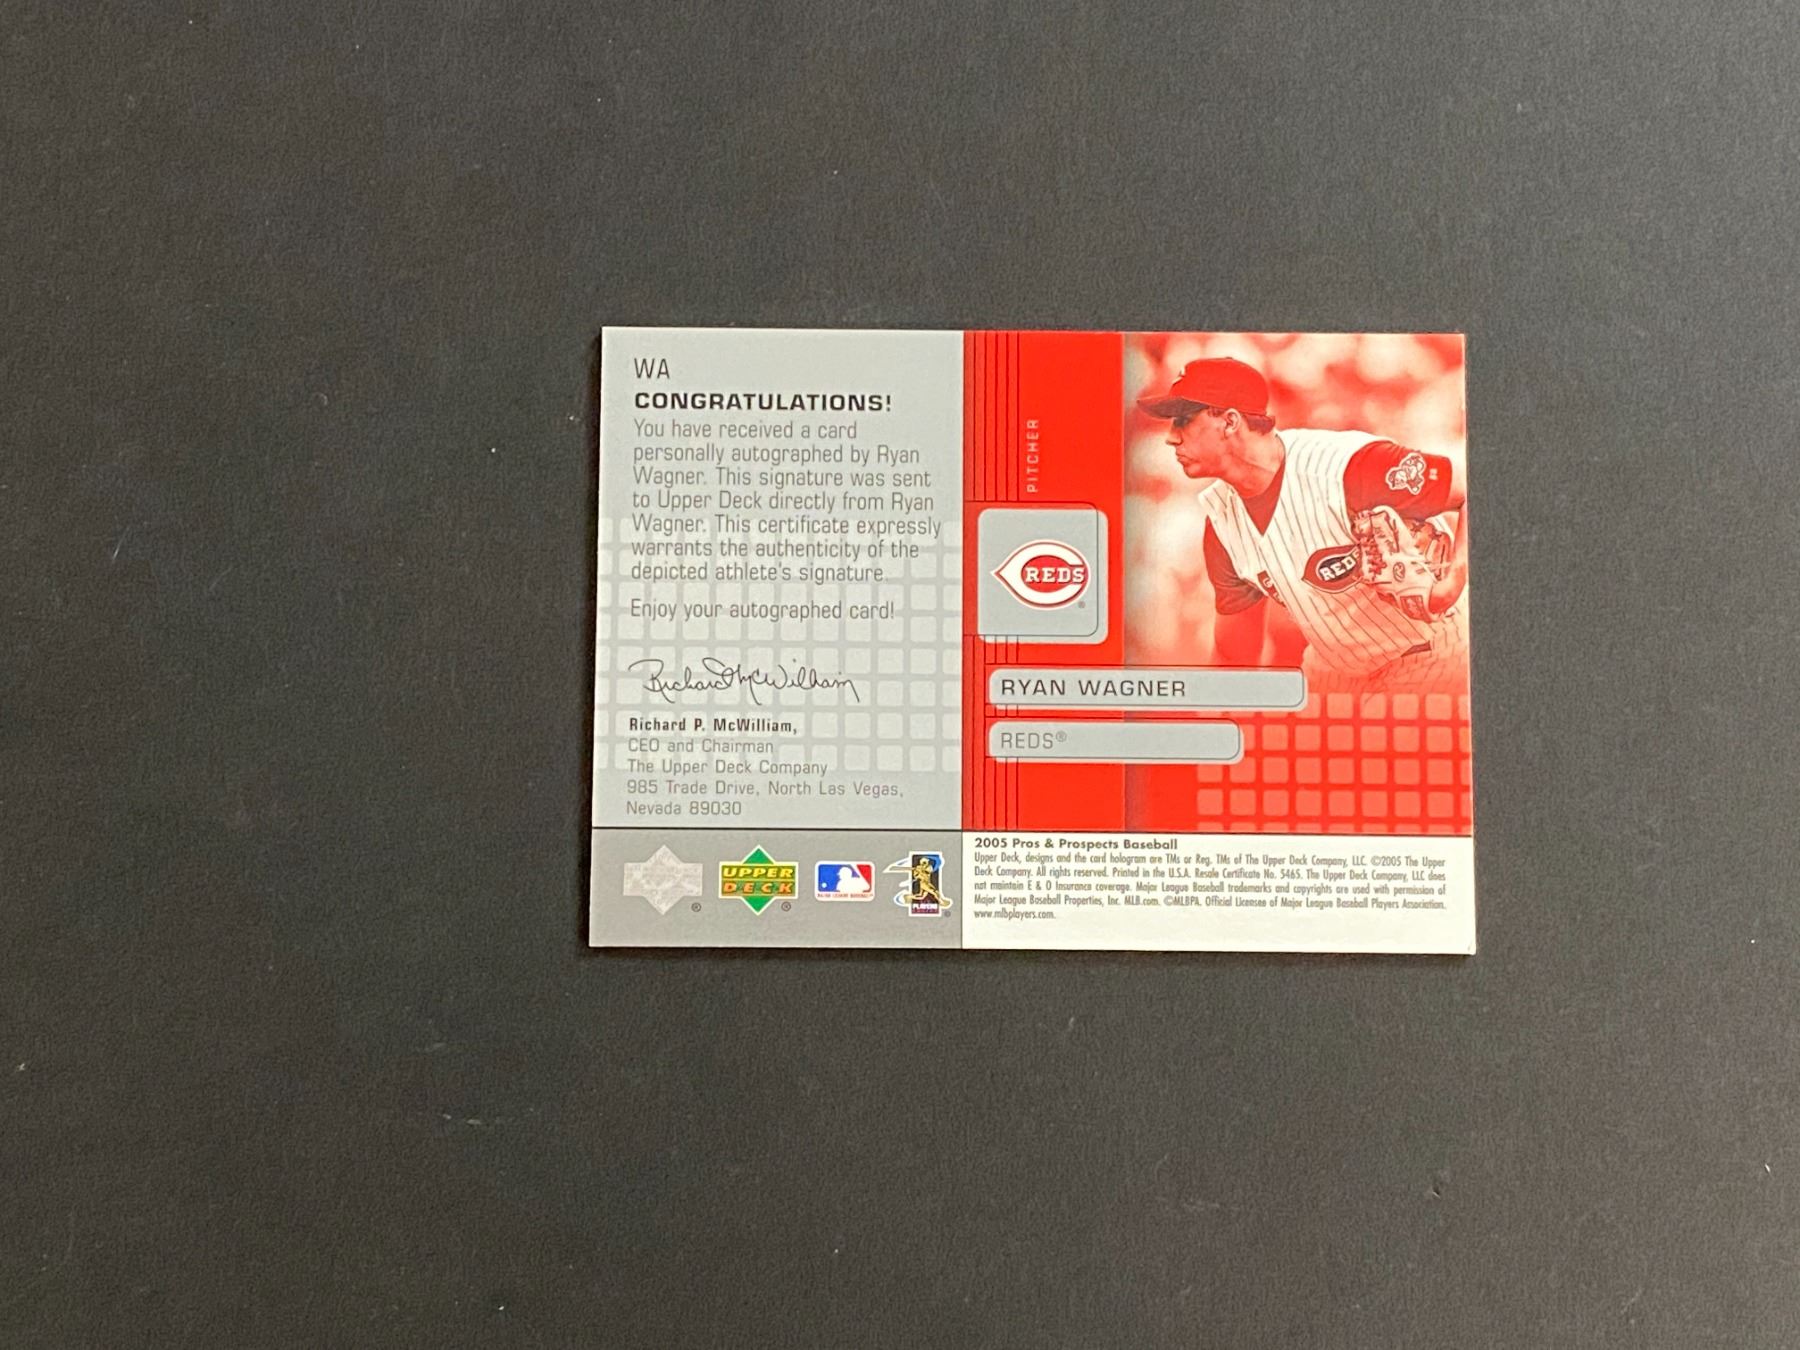 WA
CONGRATULATIONS!
You have received a card
personally autographed by Ryan
Wagner. This signature was sent
to Upper Deck directly from Ryan
Wagner. This certificate expressly
warrants the authenticity of the
depicted athlete's signature.
Enjoy your autographed card!
Richard McWilliam
Richard P. McWilliam,
CEO and Chairman
The Upper Deck Company
985 Trade Drive, North Las Vegas,
Nevada 89030
UPPER
DECK
MAJOR LEAGUE BASEBALL
PLAYERS
PITCHER
REDS
REDS
RYAN WAGNER
REDS®
2005 Pros & Prospects Baseball
Upper Deck, designs and the card hologram are TMs or Reg. TMs of The Upper Deck Company, LLC. ©2005 The Upper
Deck Company. All rights reserved. Printed in the U.S.A. Resale Certificate No. 5465. The Upper Deck Company, LLC does
not maintain E & O Insurance coverage. Major League Baseball trademarks and copyrights are used with permission of
Major League Baseball Properties, Inc. MLB.com. ©MLBPA. Official Licensee of Major League Baseball Players Association.
www.mlbplayers.com.